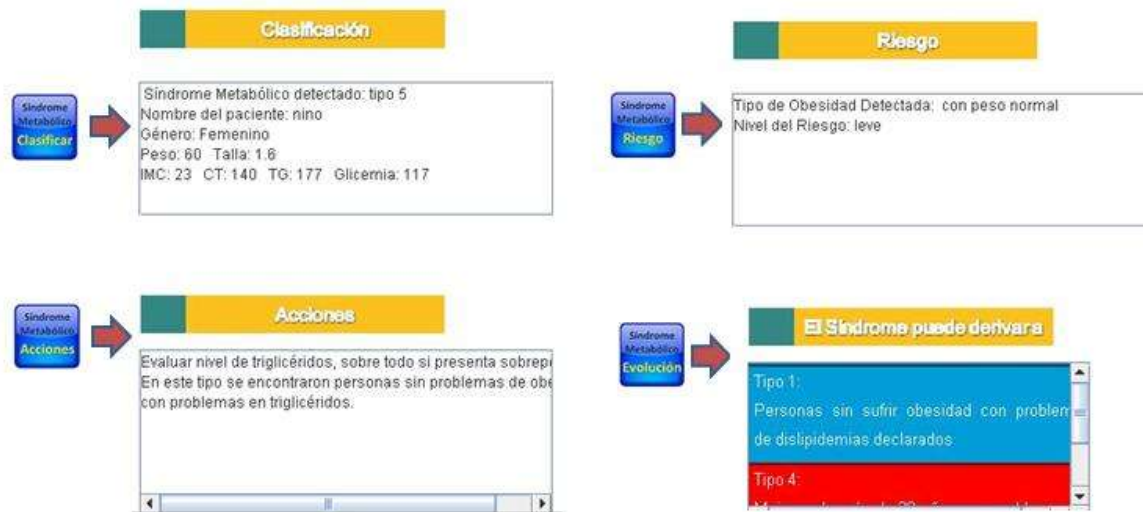 Clasificación
Síndrome
Metabólico
Clasificar
Síndrome Metabólico detectado: tipo 5
Nombre del paciente: nino
Género: Femenino
Peso: 60 Talla: 1.6
IMC: 23 CT: 140 TG: 177 Glicemia: 117
Riesgo
Síndrome
Metabólico
Riesgo
Tipo de Obesidad Detectada: con peso normal
Nivel del Riesgo: leve
Acciones
Síndrome
Metabólico
Acciones
Evaluar nivel de triglicéridos, sobre todo si presenta
En este tipo se encontraron personas sin problemas de
con problemas en triglicéridos.
El Síndrome puede derivar a
Síndrome
Metabólico
Evolución
Tipo 1:
Personas sin sufrir obesidad con
de dislipidemias declarados
Tipo 4: